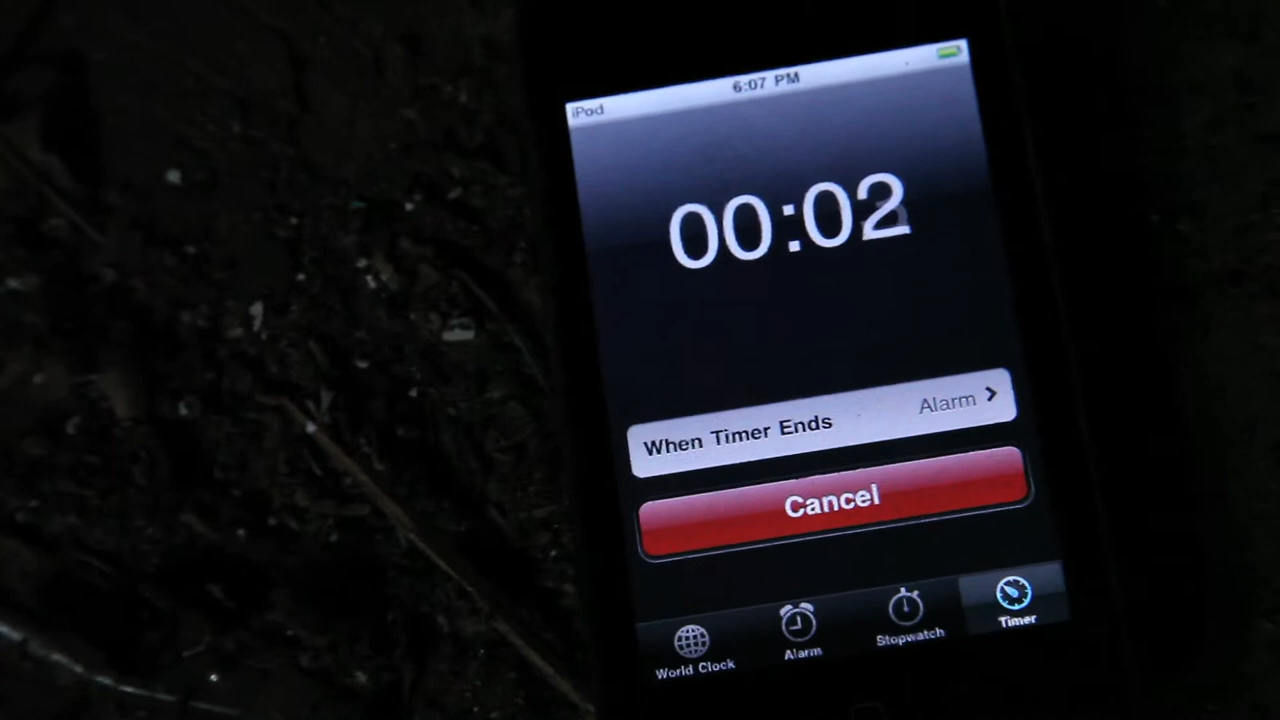 iPod 6:07 PM
00:02
When Timer Ends Alarm
Cancel
World Clock Alarm Stopwatch Timer